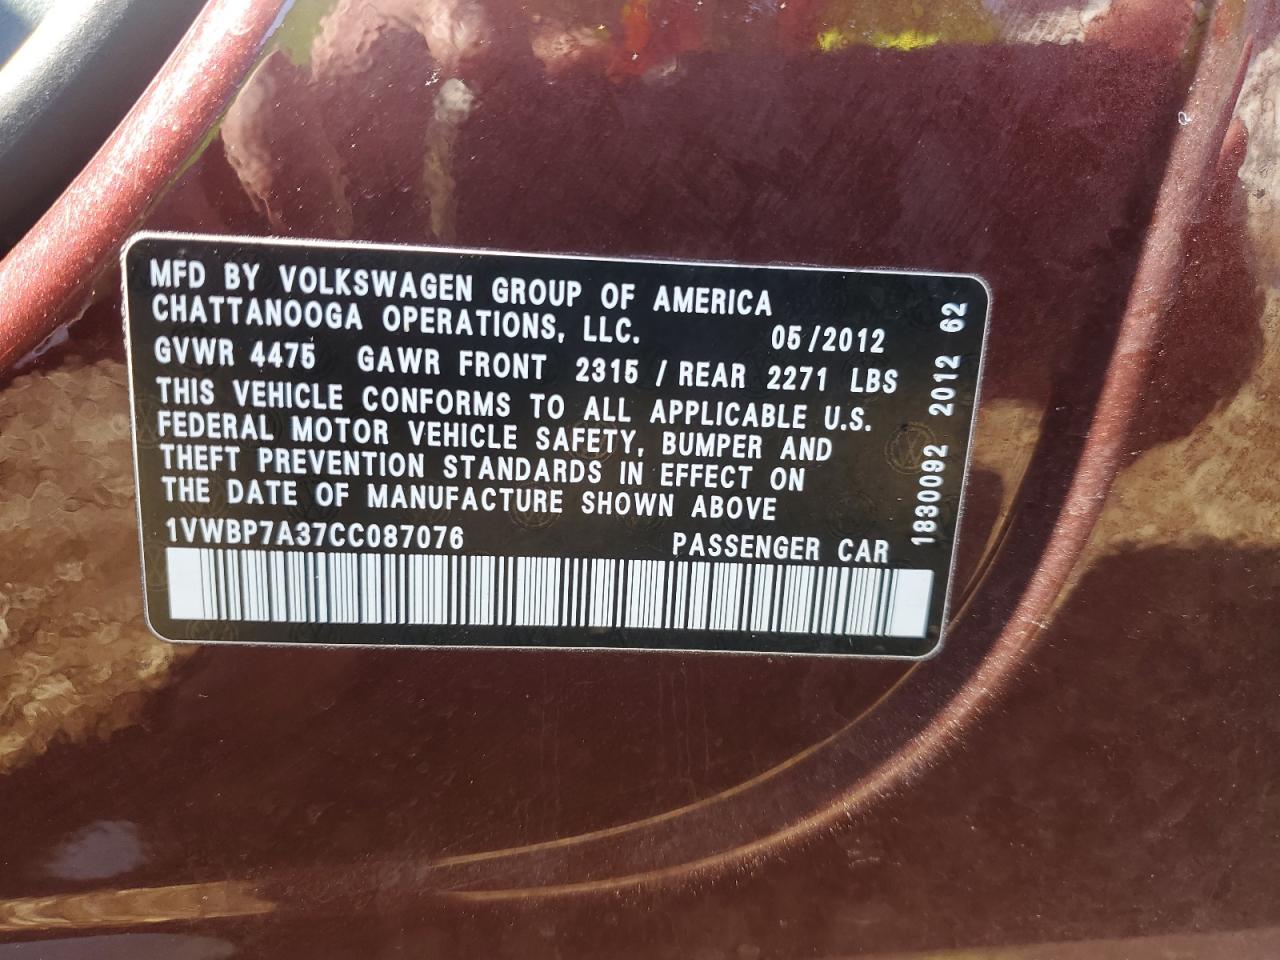 MFD BY VOLKSWAGEN GROUP OF AMERICA
CHATTANOOGA OPERATIONS, LLC. 05/2012
GVWR 4475 GAWR FRONT 2315 / REAR 2271 LBS
THIS VEHICLE CONFORMS TO ALL APPLICABLE U.S.
FEDERAL MOTOR VEHICLE SAFETY, BUMPER AND
THEFT PREVENTION STANDARDS IN EFFECT ON
THE DATE OF MANUFACTURE SHOWN ABOVE
1VWBP7A37CC087076 PASSENGER CAR
1830092 2012 62